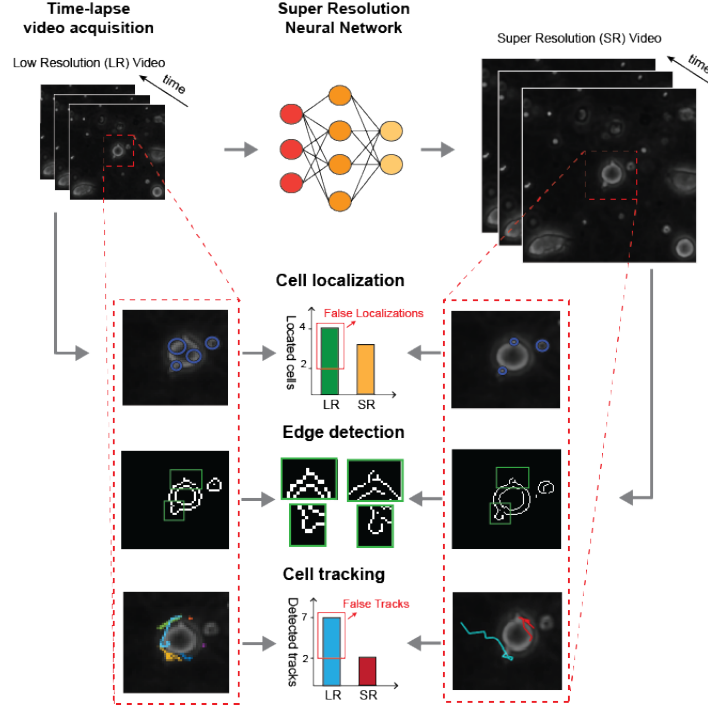 Time-lapse
video acquisition
Super Resolution
Neural Network
Low Resolution (LR) Video
time
Super Resolution (SR) Video
time
Cell localization
False Localizations
Located cells
4
2
LR
SR
Edge detection
Cell tracking
False Tracks
Detected tracks
7
2
LR
SR